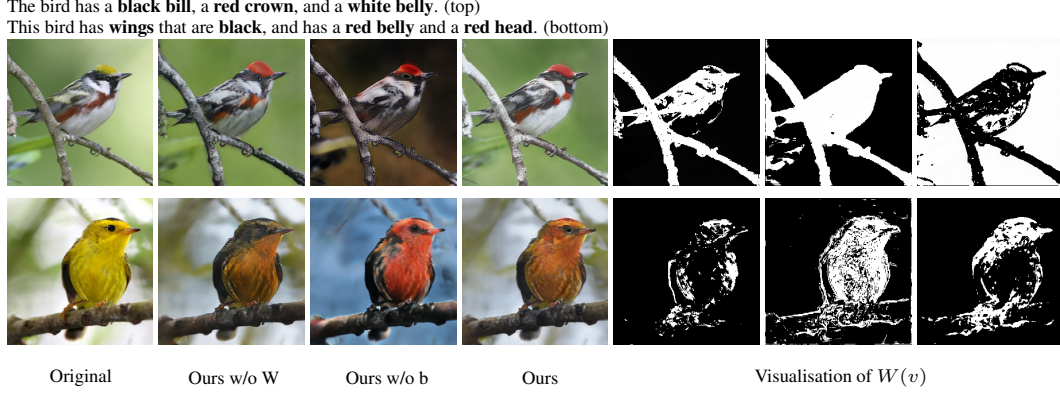 The bird has a black bill, a red crown, and a white belly. (top)
This bird has wings that are black, and has a red belly and a red head. (bottom)
Original Ours w/o W Ours w/o b Ours Visualisation of W(v)